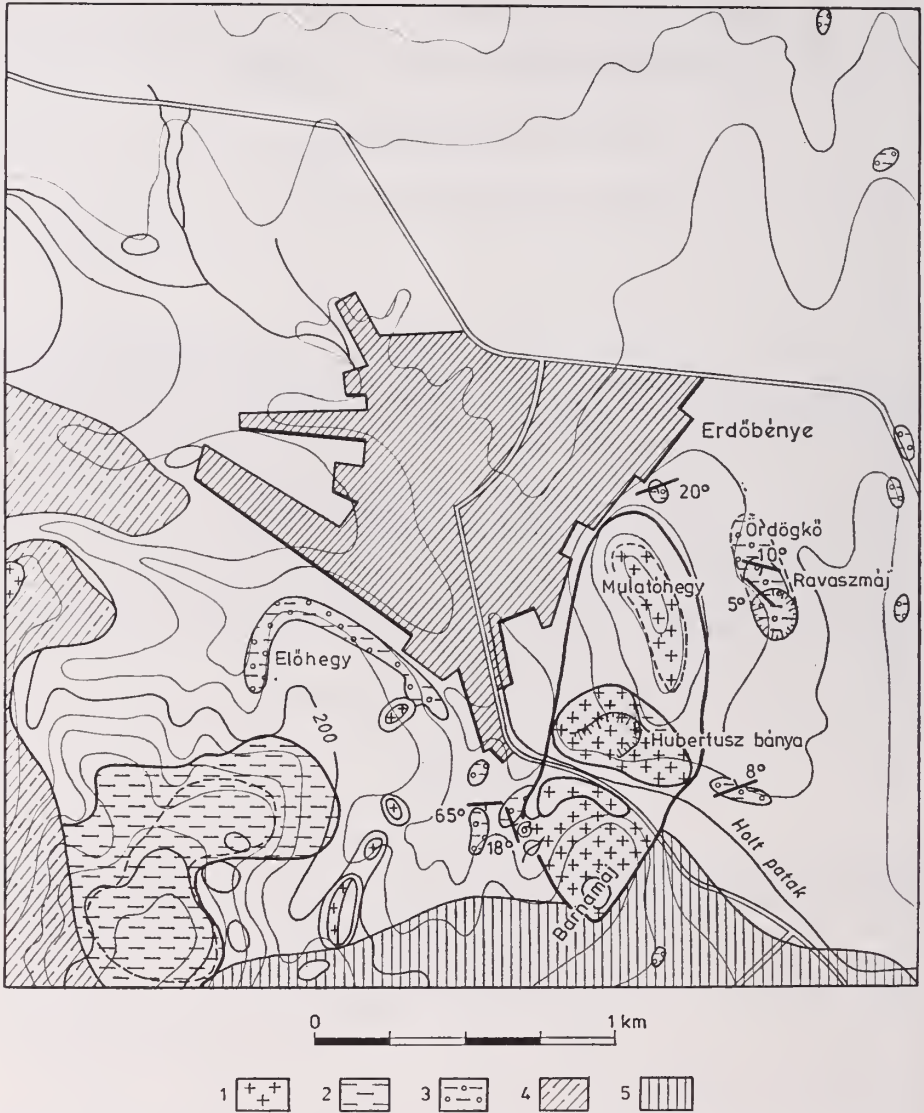 Erdőbénye
20°
Ördögkő
10°
Ravaszmáj
5°
Mulatóhegy
Előhegy
200
Hubertusz bánya
8°
65°
18°
Holt patak
Barnamáj
0 1 km
1 2 3 4 5